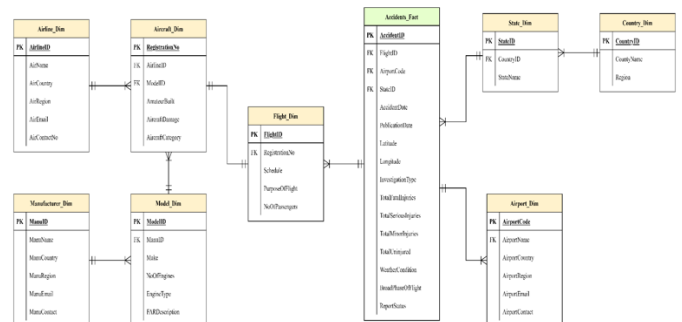 Airline_Dim
PK AirlineID
AirName
AirCountry
AirRegion
AirEmail
AirContactNo
Aircraft_Dim
PK RegistrationNo
FK AirlineID
FK ModelID
AmateurBuilt
AircraftDamage
AircraftCategory
Manufacturer_Dim
PK ManuID
ManuName
ManuCountry
ManuRegion
ManuEmail
ManuContact
Model_Dim
PK ModelID
FK ManuID
Make
NoOfEngines
EngineType
FARDescription
Flight_Dim
PK FlightID
FK RegistrationNo
Schedule
PurposeOfFlight
NoOfPassengers
Accidents_Fact
PK AccidentID
FK FlightID
FK AirportCode
FK StateID
AccidentDate
PublicationDate
Latitude
Longitude
InvestigationType
TotalFatalInjuries
TotalSeriousInjuries
TotalMinorInjuries
TotalUninjured
WeatherCondition
BroadPhaseOfFlight
ReportStatus
State_Dim
PK StateID
FK CountryID
StateName
Country_Dim
PK CountryID
CountyName
Region
Airport_Dim
PK AirportCode
FK AirportName
AirportCountry
AirportRegion
AirportEmail
AirportContact